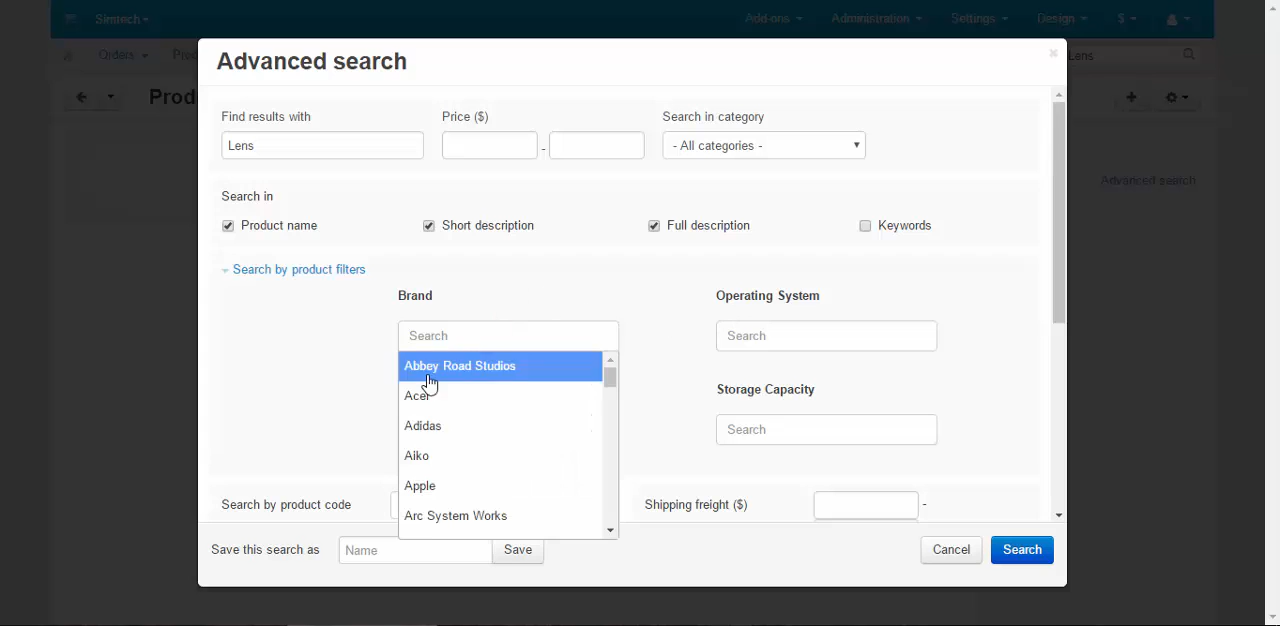 Simtech
Add-ons
Administration
Settings
Design
$
Orders
Prod
Lens
Advanced search
Find results with
Price ($)
Search in category
Lens
-
- All categories -
Advanced search
Search in
Product name
Short description
Full description
Keywords
Search by product filters
Brand
Operating System
Search
Search
Abbey Road Studios
Acer
Storage Capacity
Adidas
Search
Aiko
Apple
Search by product code
Shipping freight ($)
-
Arc System Works
Save this search as
Name
Save
Cancel
Search